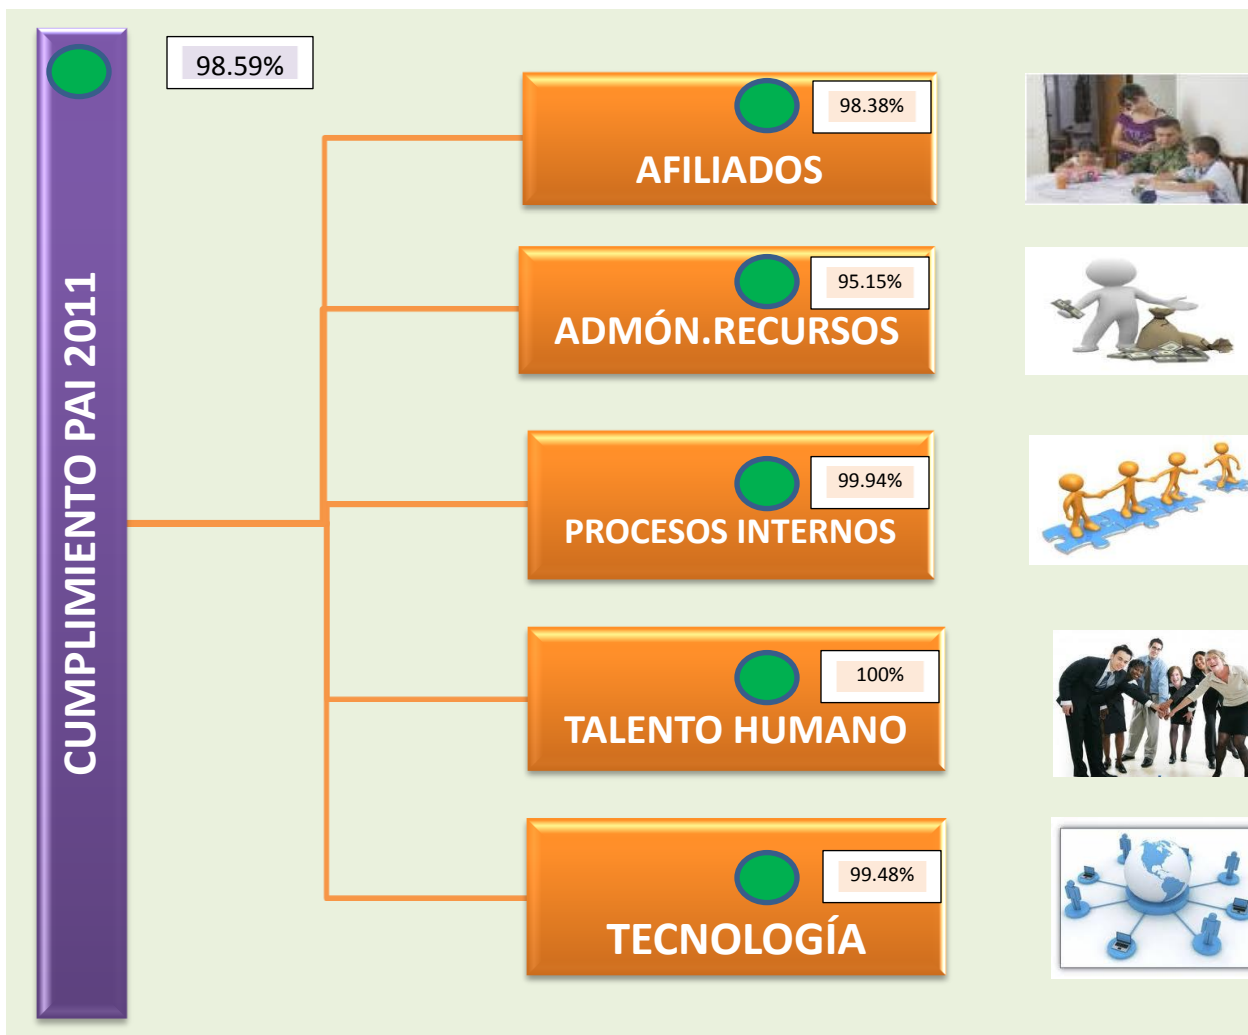 CUMPLIMIENTO PAI 2011
98.59%
98.38%
AFILIADOS
95.15%
ADMÓN.RECURSOS
99.94%
PROCESOS INTERNOS
100%
TALENTO HUMANO
99.48%
TECNOLOGÍA